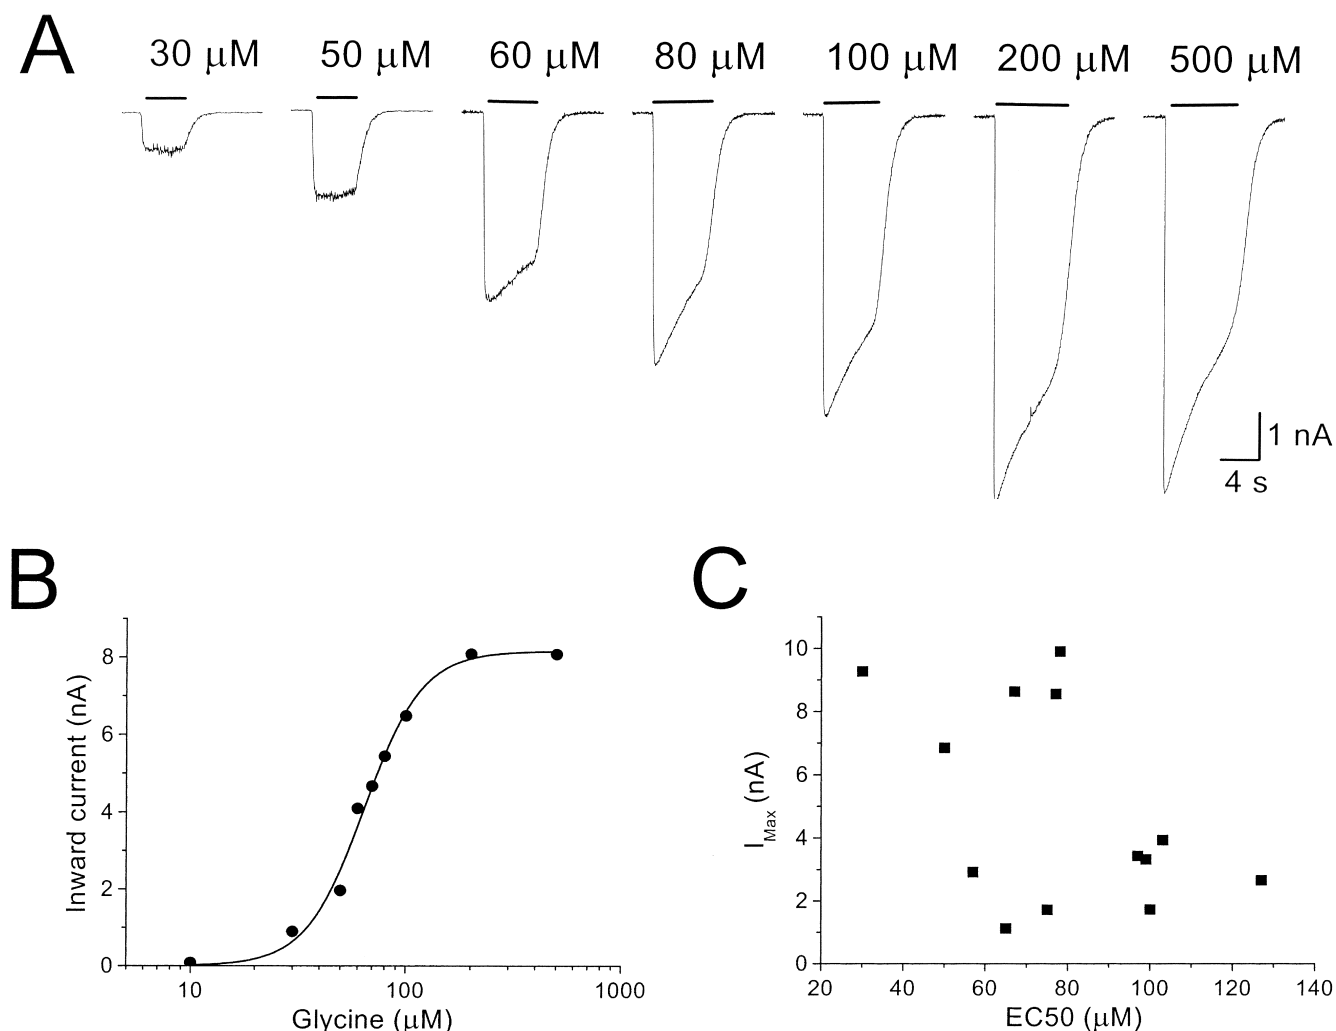 A
30 μM 50 μM 60 μM 80 μM 100 μM 200 μM 500 μM
1 nA
4 s
B
Inward current (nA)
8
6
4
2
0
10 100 1000
Glycine (μM)
C
I Max (nA)
10
8
6
4
2
0
20 40 60 80 100 120 140
EC50 (μM)